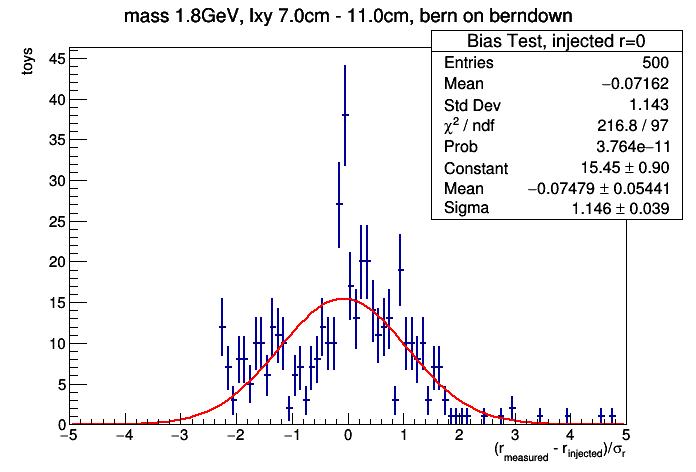 mass 1.8GeV, lxy 7.0cm - 11.0cm, bern on berndown
toys
Bias Test, injected r=0
Entries 500
Mean −0.07162
Std Dev 1.143
χ² / ndf 216.8 / 97
Prob 3.764e−11
Constant 15.45 ± 0.90
Mean −0.07479 ± 0.05441
Sigma 1.146 ± 0.039
45
40
35
30
25
20
15
10
5
0
−5 −4 −3 −2 −1 0 1 2 3 4 5
(r_measured - r_injected)/σ_r